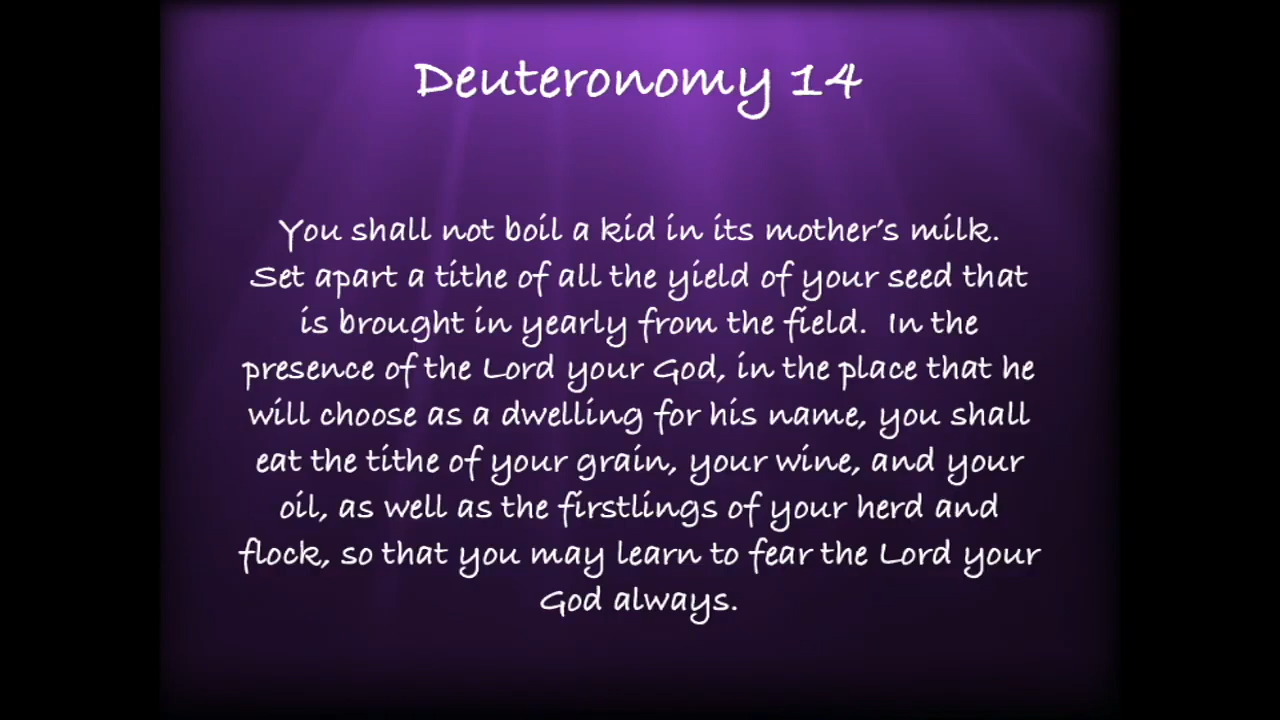 Deuteronomy 14
You shall not boil a kid in its mother's milk.
Set apart a tithe of all the yield of your seed that
is brought in yearly from the field.  In the
presence of the Lord your God, in the place that he
will choose as a dwelling for his name, you shall
eat the tithe of your grain, your wine, and your
oil, as well as the firstlings of your herd and
flock, so that you may learn to fear the Lord your
God always.